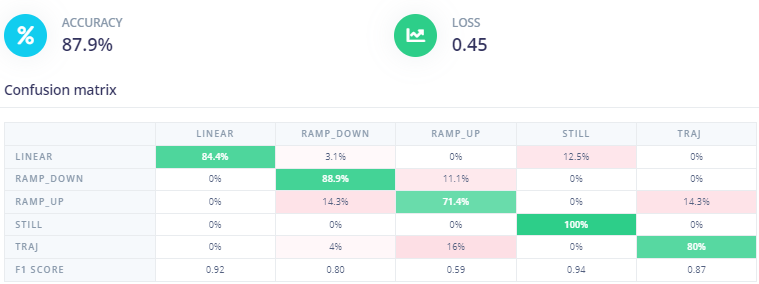 ACCURACY
87.9%
LOSS
0.45
Confusion matrix
LINEAR RAMP_DOWN RAMP_UP STILL TRAJ
LINEAR 84.4% 3.1% 0% 12.5% 0%
RAMP_DOWN 0% 88.9% 11.1% 0% 0%
RAMP_UP 0% 14.3% 71.4% 0% 14.3%
STILL 0% 0% 0% 100% 0%
TRAJ 0% 4% 16% 0% 80%
F1 SCORE 0.92 0.80 0.59 0.94 0.87